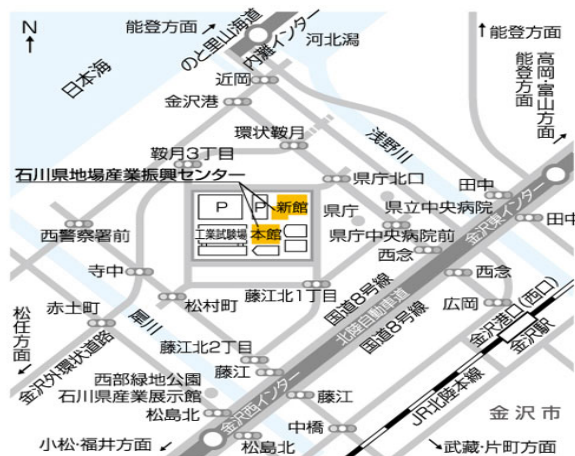 N
能登方面
のと里山海道
内灘インター
河北潟
能登方面
日本海
近岡
高岡・富山方面
能登方面
金沢港
環状鞍月
浅野川
鞍月3丁目
石川県地場産業振興センター
県庁北口
田中
P
P
新館
県庁
県立中央病院
金沢東インター
田中
西警察署前
工業試験場
本館
県庁中央病院前
西念
寺中
西念
藤江北1丁目
国道8号線
広岡
赤土町
松村町
北陸自動車道
金沢港口(西口)
松任方面
犀川
国道8号線
金沢駅
金沢外環状道路
藤江北2丁目
藤江
西部緑地公園
石川県産業展示館
金沢西インター
藤江
JR北陸本線
松島北
中橋
金沢市
小松・福井方面
松島北
武蔵・片町方面